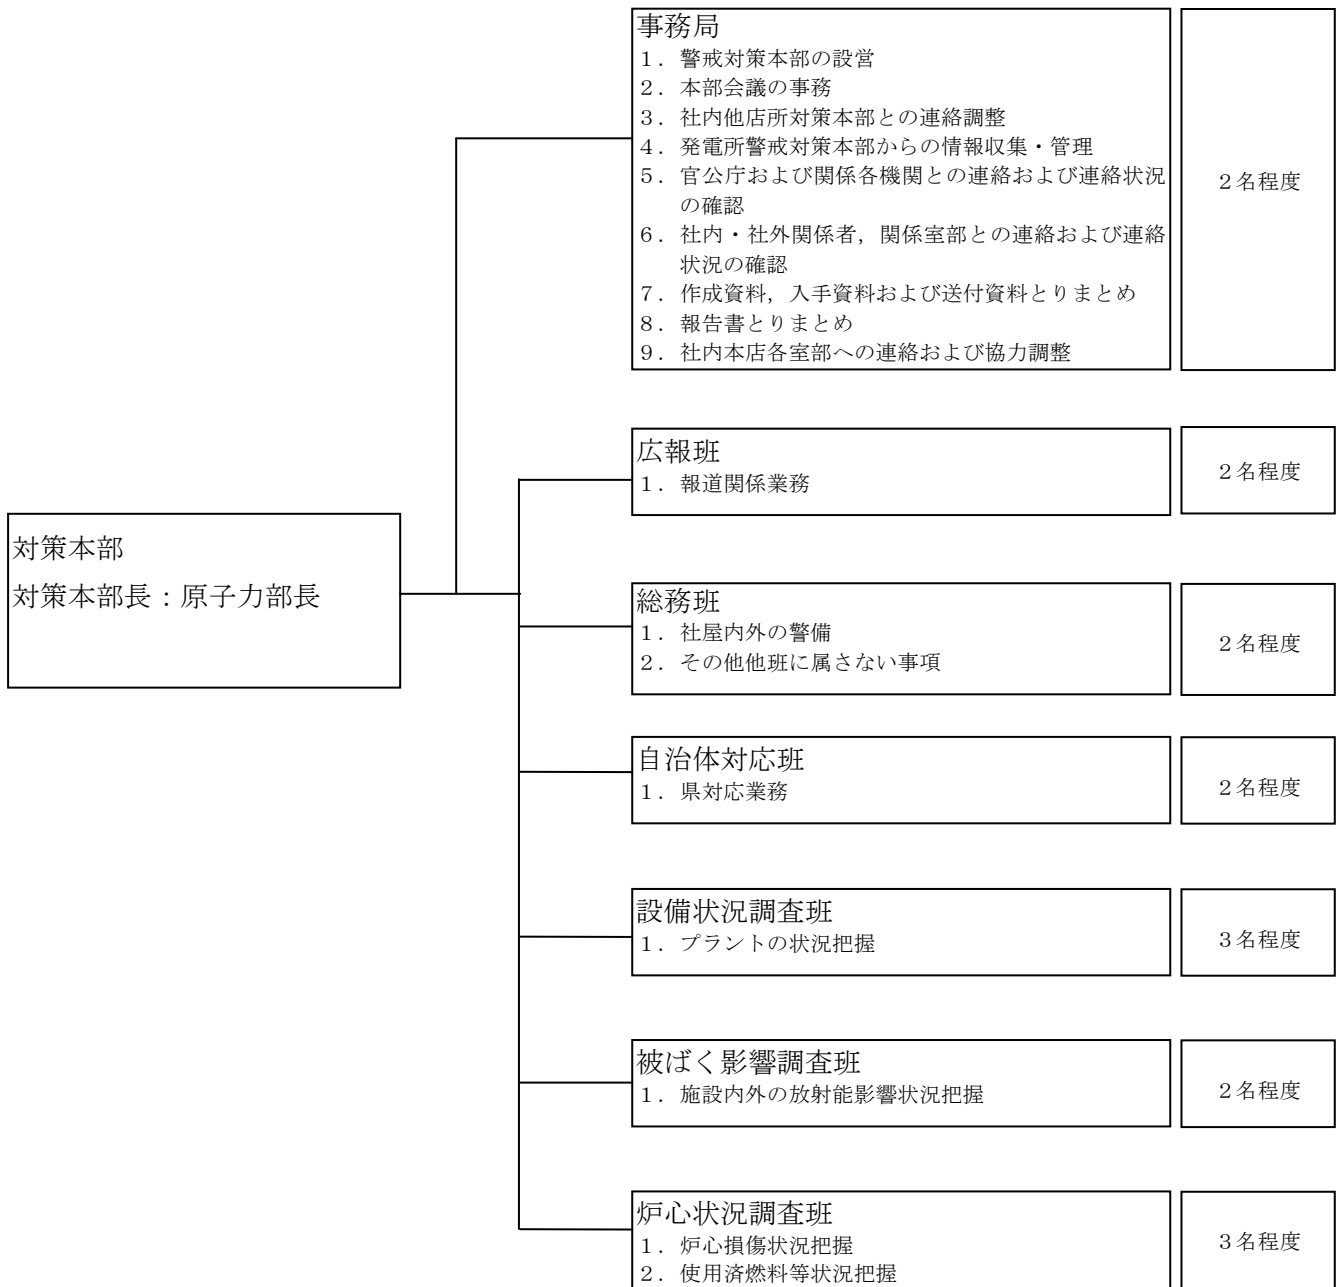 事務局
１．警戒対策本部の設営
２．本部会議の事務
３．社内他店所対策本部との連絡調整
４．発電所警戒対策本部からの情報収集・管理
５．官公庁および関係各機関との連絡および連絡状況
の確認
６．社内・社外関係者，関係室部との連絡および連絡
状況の確認
７．作成資料，入手資料および送付資料とりまとめ
８．報告書とりまとめ
９．社内本店各室部への連絡および協力調整
２名程度
広報班
１．報道関係業務
２名程度
対策本部
対策本部長：原子力部長
総務班
１．社屋内外の警備
２．その他他班に属さない事項
２名程度
自治体対応班
１．県対応業務
２名程度
設備状況調査班
１．プラントの状況把握
３名程度
被ばく影響調査班
１．施設内外の放射能影響状況把握
２名程度
炉心状況調査班
１．炉心損傷状況把握
２．使用済燃料等状況把握
３名程度